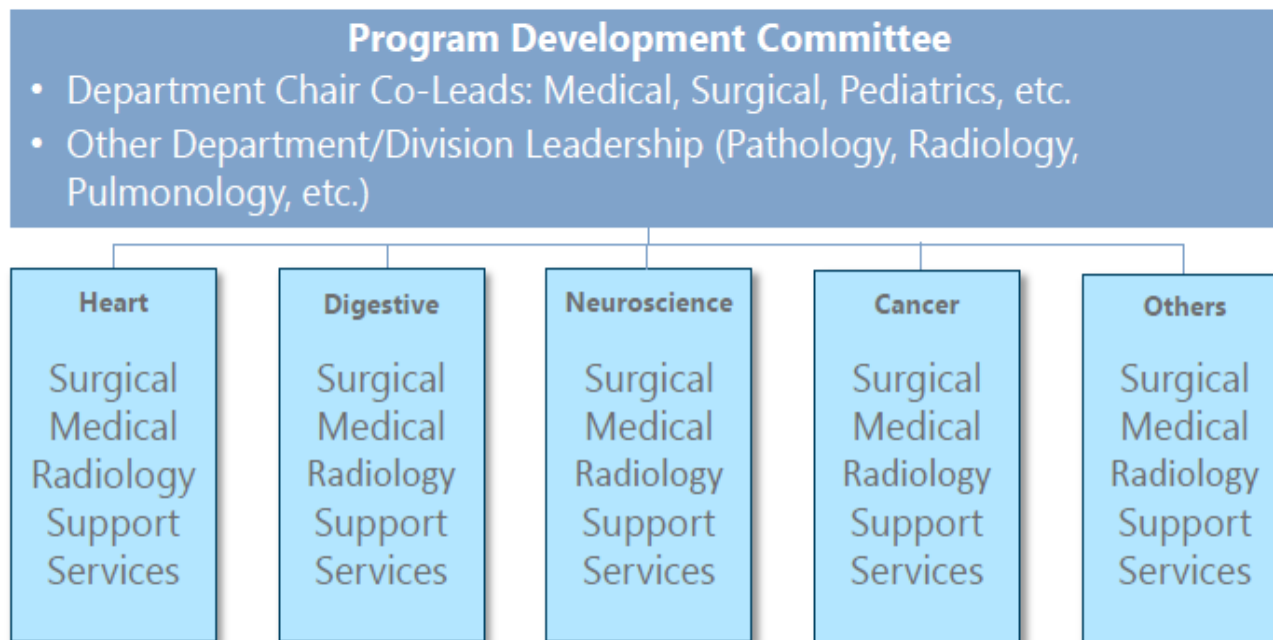 Program Development Committee
• Department Chair Co-Leads: Medical, Surgical, Pediatrics, etc.
• Other Department/Division Leadership (Pathology, Radiology,
Pulmonology, etc.)
Heart
Surgical
Medical
Radiology
Support
Services
Digestive
Surgical
Medical
Radiology
Support
Services
Neuroscience
Surgical
Medical
Radiology
Support
Services
Cancer
Surgical
Medical
Radiology
Support
Services
Others
Surgical
Medical
Radiology
Support
Services